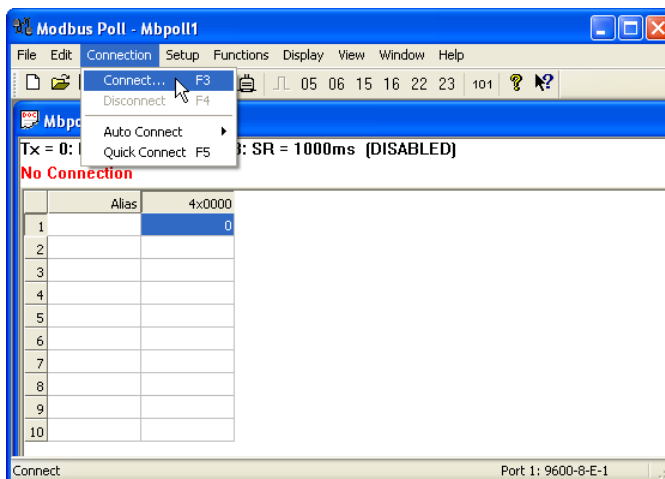 Modbus Poll - Mbpoll1
File Edit Connection Setup Functions Display View Window Help
Connect... F3
05 06 15 16 22 23 101
Disconnect F4
Auto Connect
Quick Connect F5
Tx = 0: : SR = 1000ms (DISABLED)
No Connection
Alias 4x0000
1 0
2
3
4
5
6
7
8
9
10
Connect Port 1: 9600-8-E-1